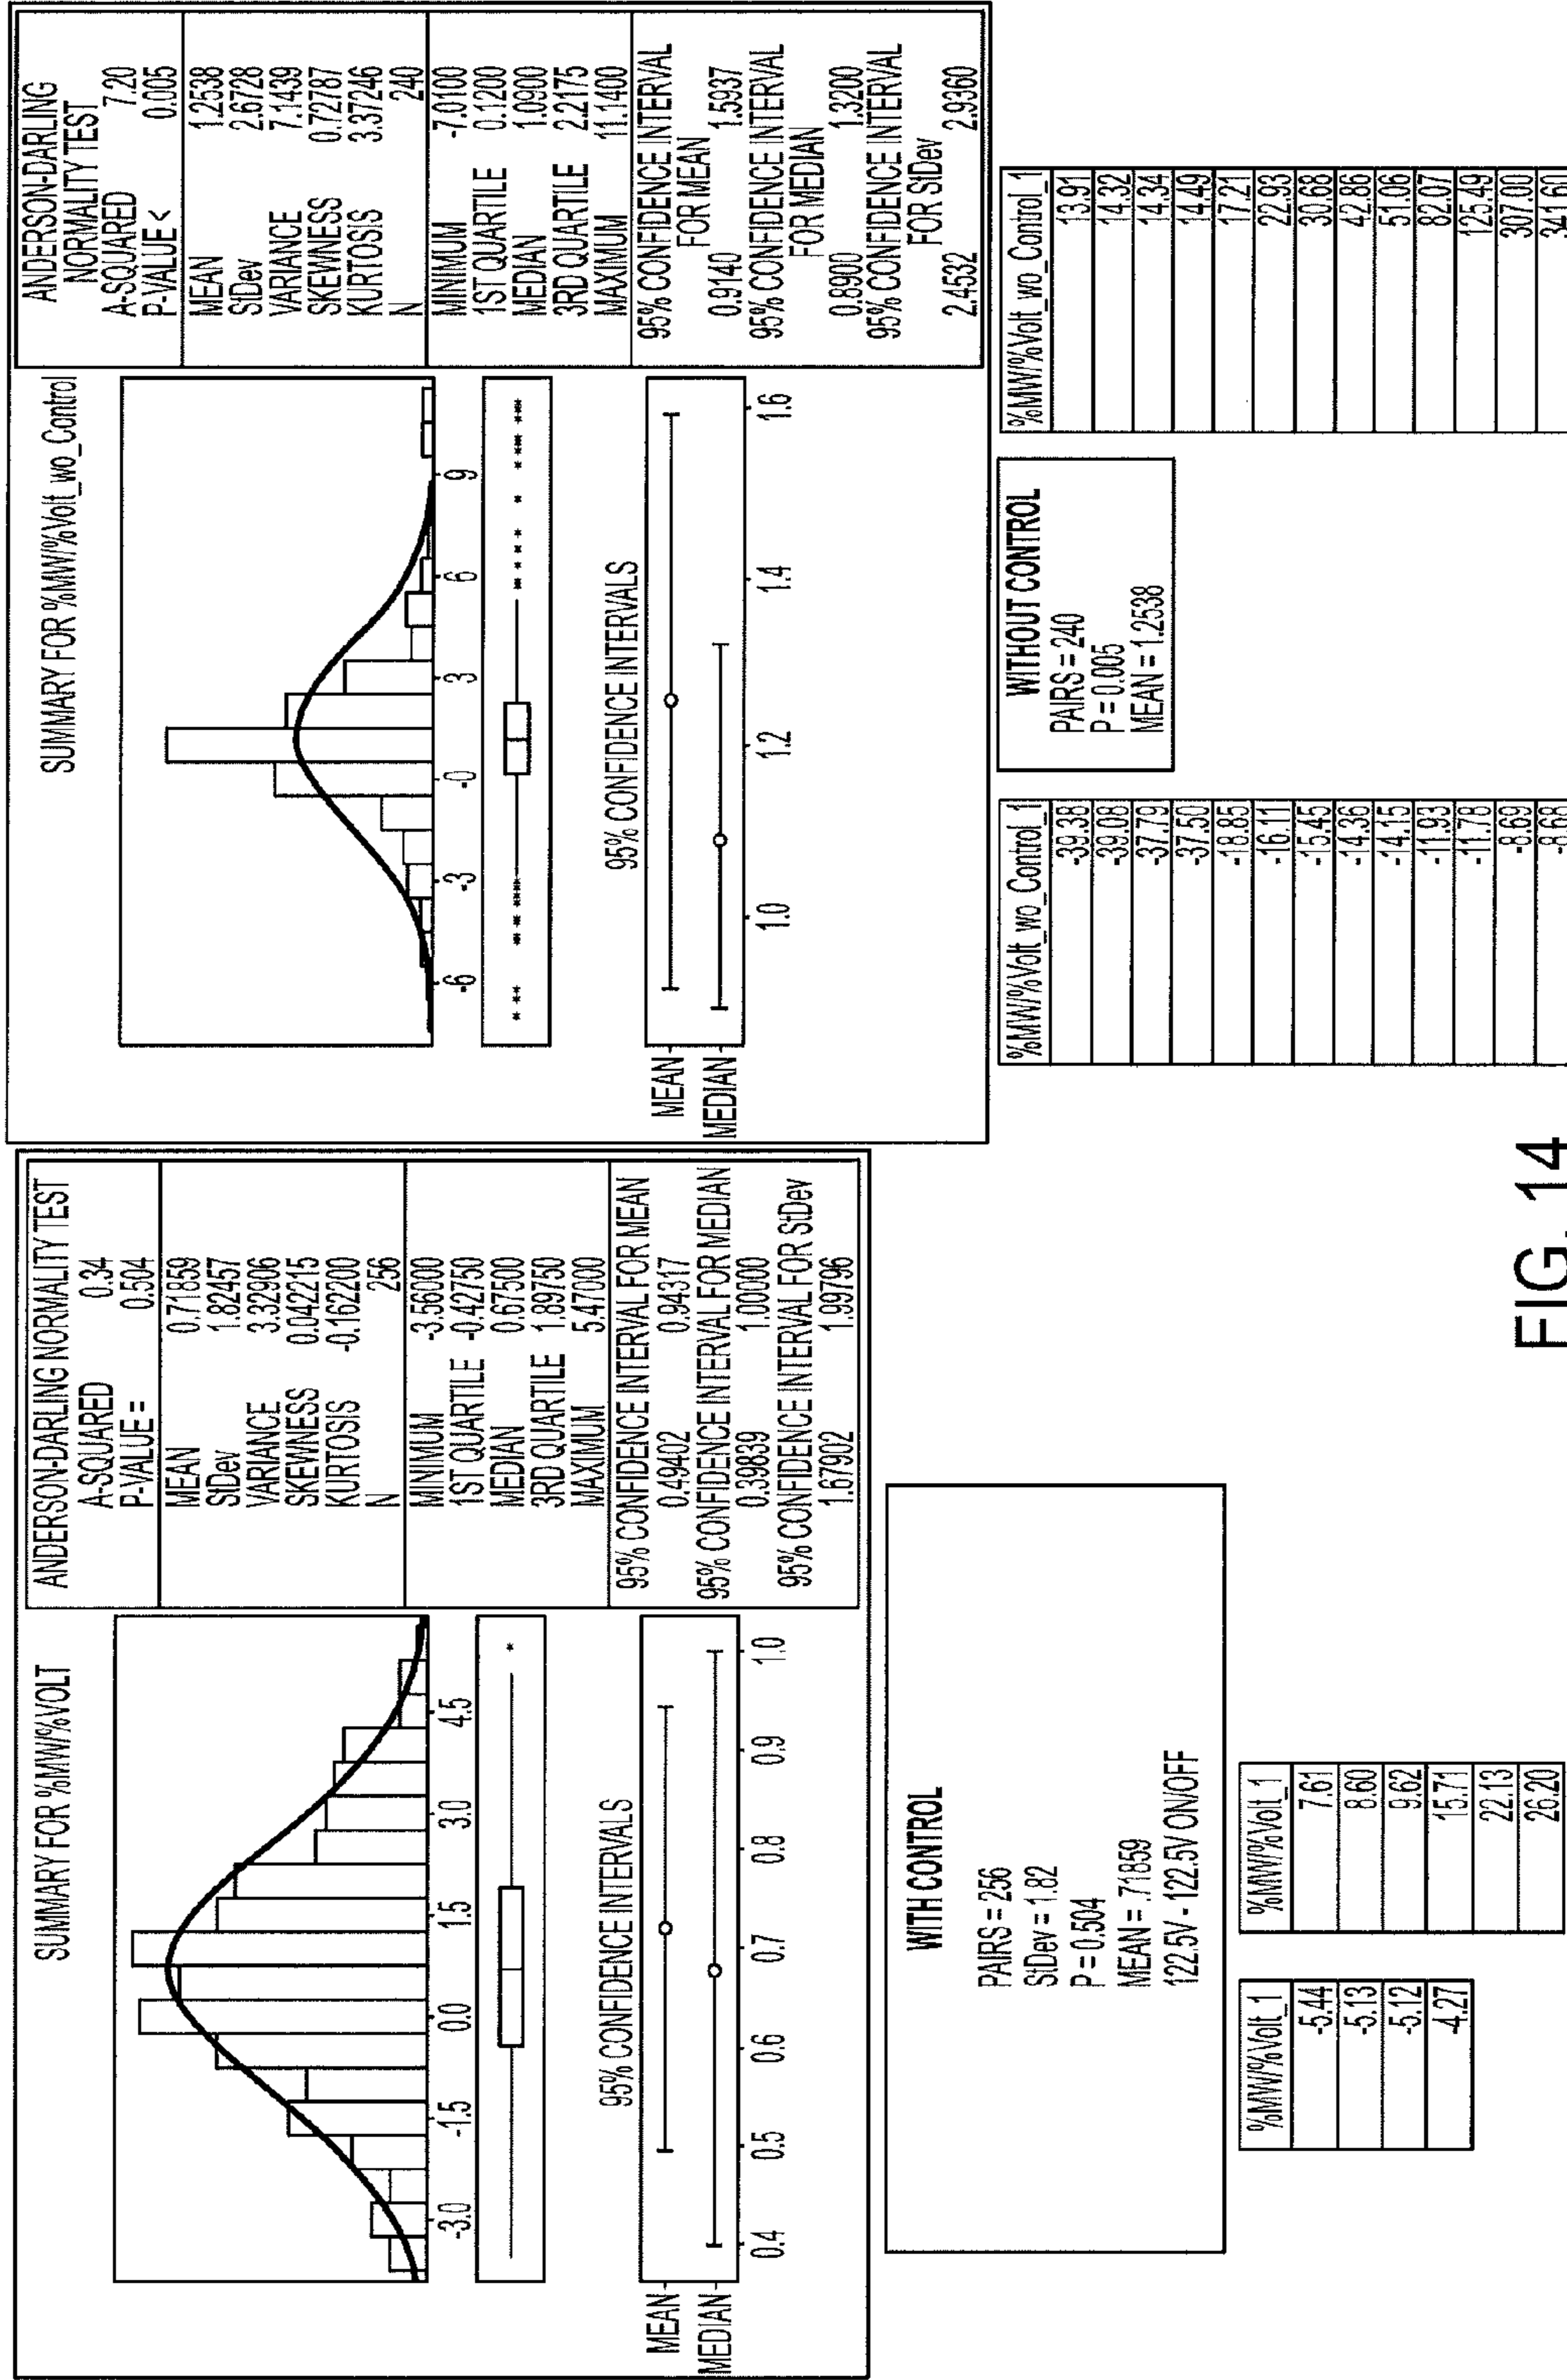 SUMMARY FOR %MW/%VOLT
-3.0 -1.5 0.0 1.5 3.0 4.5
95% CONFIDENCE INTERVALS
MEAN
MEDIAN
0.4 0.5 0.6 0.7 0.8 0.9 1.0
ANDERSON-DARLING NORMALITY TEST
A-SQUARED 0.34
P-VALUE = 0.504
MEAN 0.71859
StDev 1.82457
VARIANCE 3.32906
SKEWNESS 0.042215
KURTOSIS -0.162200
N 256
MINIMUM -3.56000
1ST QUARTILE -0.42750
MEDIAN 0.67500
3RD QUARTILE 1.89750
MAXIMUM 5.47000
95% CONFIDENCE INTERVAL FOR MEAN
0.49402 0.94317
95% CONFIDENCE INTERVAL FOR MEDIAN
0.39839 1.00000
95% CONFIDENCE INTERVAL FOR StDev
1.67902 1.99796
SUMMARY FOR %MW/%Volt_wo_Control
-6 -3 -0 3 6 9
95% CONFIDENCE INTERVALS
MEAN
MEDIAN
1.0 1.2 1.4 1.6
ANDERSON-DARLING
NORMALITY TEST
A-SQUARED 7.20
P-VALUE < 0.005
MEAN 1.2538
StDev 2.6728
VARIANCE 7.1439
SKEWNESS 0.72787
KURTOSIS 3.37246
N 240
MINIMUM -7.0100
1ST QUARTILE 0.1200
MEDIAN 1.0900
3RD QUARTILE 2.2175
MAXIMUM 11.1400
95% CONFIDENCE INTERVAL
FOR MEAN
0.9140 1.5937
95% CONFIDENCE INTERVAL
FOR MEDIAN
0.8900 1.3200
95% CONFIDENCE INTERVAL
FOR StDev
2.4532 2.9360
WITH CONTROL
PAIRS = 256
StDev = 1.82
P = 0.504
MEAN = .71859
122.5V - 122.5V ON/OFF
%MW/%Volt_1
-5.44
-5.13
-5.12
-4.27
%MW/%Volt_1
7.61
8.60
9.62
15.71
22.13
26.20
%MW/%Volt_wo_Control_1
-39.38
-39.08
-37.79
-37.50
-18.85
-16.11
-15.45
-14.36
-14.15
-11.93
-11.78
-8.69
-8.68
WITHOUT CONTROL
PAIRS = 240
P = 0.005
MEAN = 1.2538
%MW/%Volt_wo_Control_1
13.91
14.32
14.34
14.49
17.21
22.93
30.68
42.86
51.06
82.07
125.49
307.00
341.60
FIG. 14